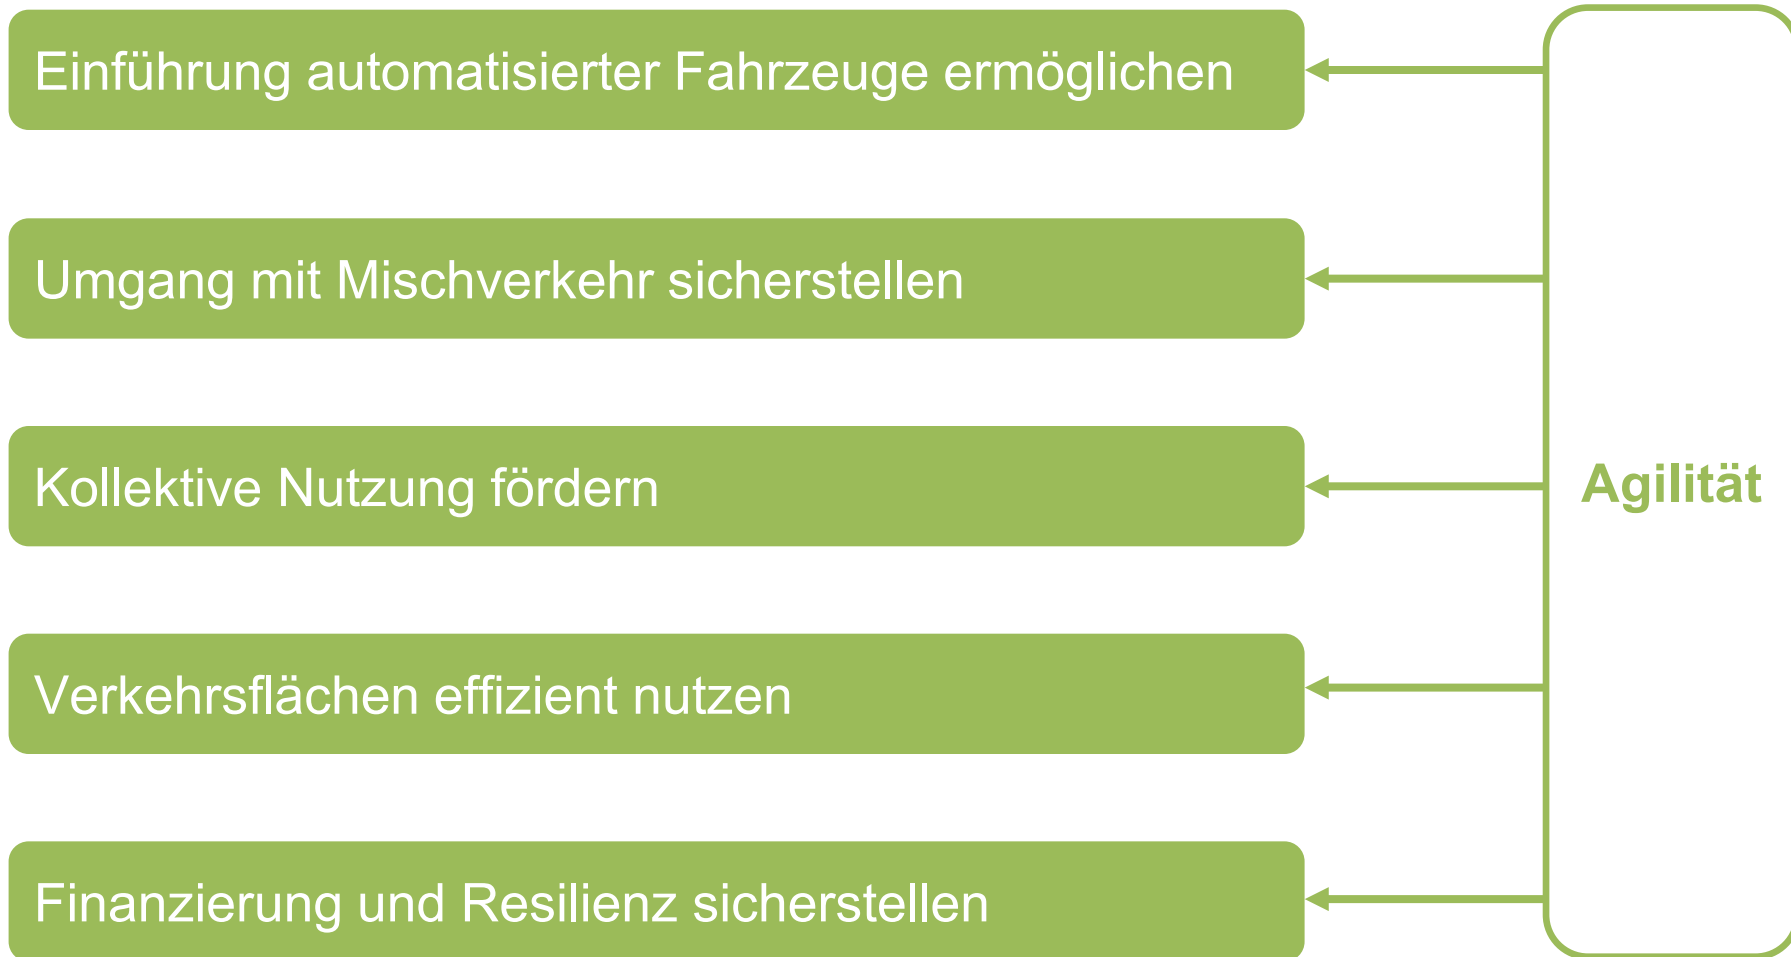 Einführung automatisierter Fahrzeuge ermöglichen
Umgang mit Mischverkehr sicherstellen
Kollektive Nutzung fördern
Agilität
Verkehrsflächen effizient nutzen
Finanzierung und Resilienz sicherstellen